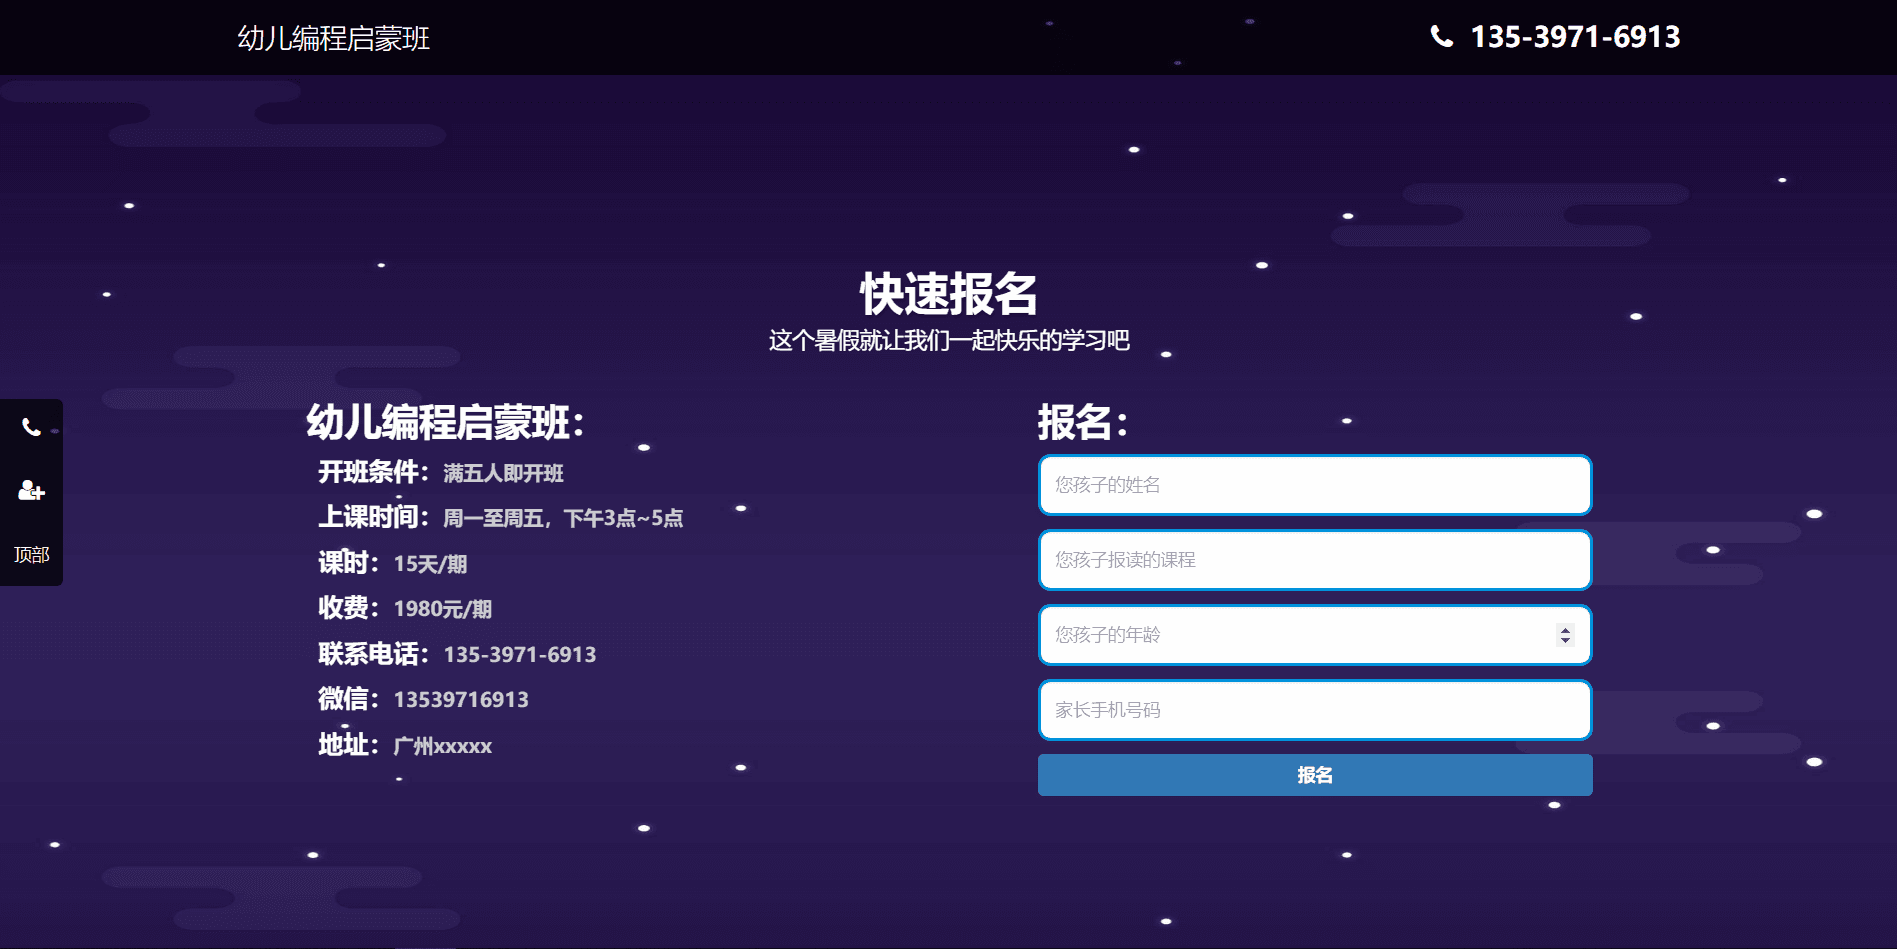 幼儿编程启蒙班
135-3971-6913
快速报名
这个暑假就让我们一起快乐的学习吧
顶部
幼儿编程启蒙班：
开班条件：满五人即开班
上课时间：周一至周五，下午3点~5点
课时：15天/期
收费：1980元/期
联系电话：135-3971-6913
微信：13539716913
地址：广州xxxxx
报名：
您孩子的姓名
您孩子报读的课程
您孩子的年龄
家长手机号码
报名